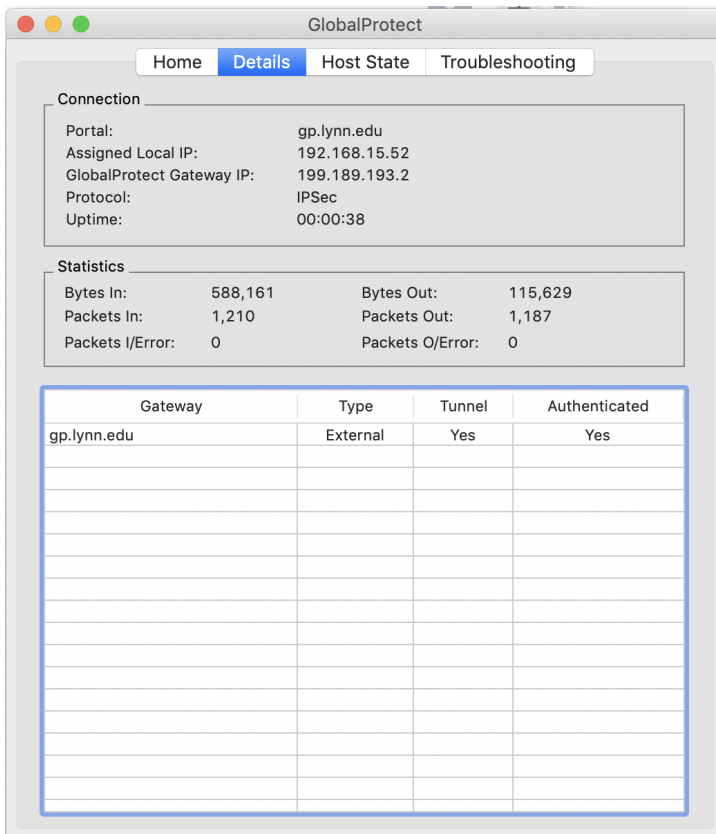 GlobalProtect
Home Details Host State Troubleshooting
Connection
Portal: gp.lynn.edu
Assigned Local IP: 192.168.15.52
GlobalProtect Gateway IP: 199.189.193.2
Protocol: IPSec
Uptime: 00:00:38
Statistics
Bytes In: 588,161 Bytes Out: 115,629
Packets In: 1,210 Packets Out: 1,187
Packets I/Error: 0 Packets O/Error: 0
Gateway Type Tunnel Authenticated
gp.lynn.edu External Yes Yes